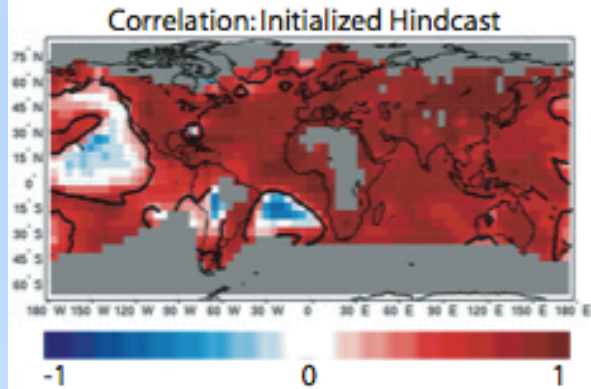 Correlation: Initialized Hindcast
75° N
60° N
45° N
30° N
15° N
0°
15° S
30° S
45° S
60° S
180 W 150 W 120 W 90 W 60 W 30 W 0 30 E 60 E 90 E 120 E 150 E 180 E
-1 0 1